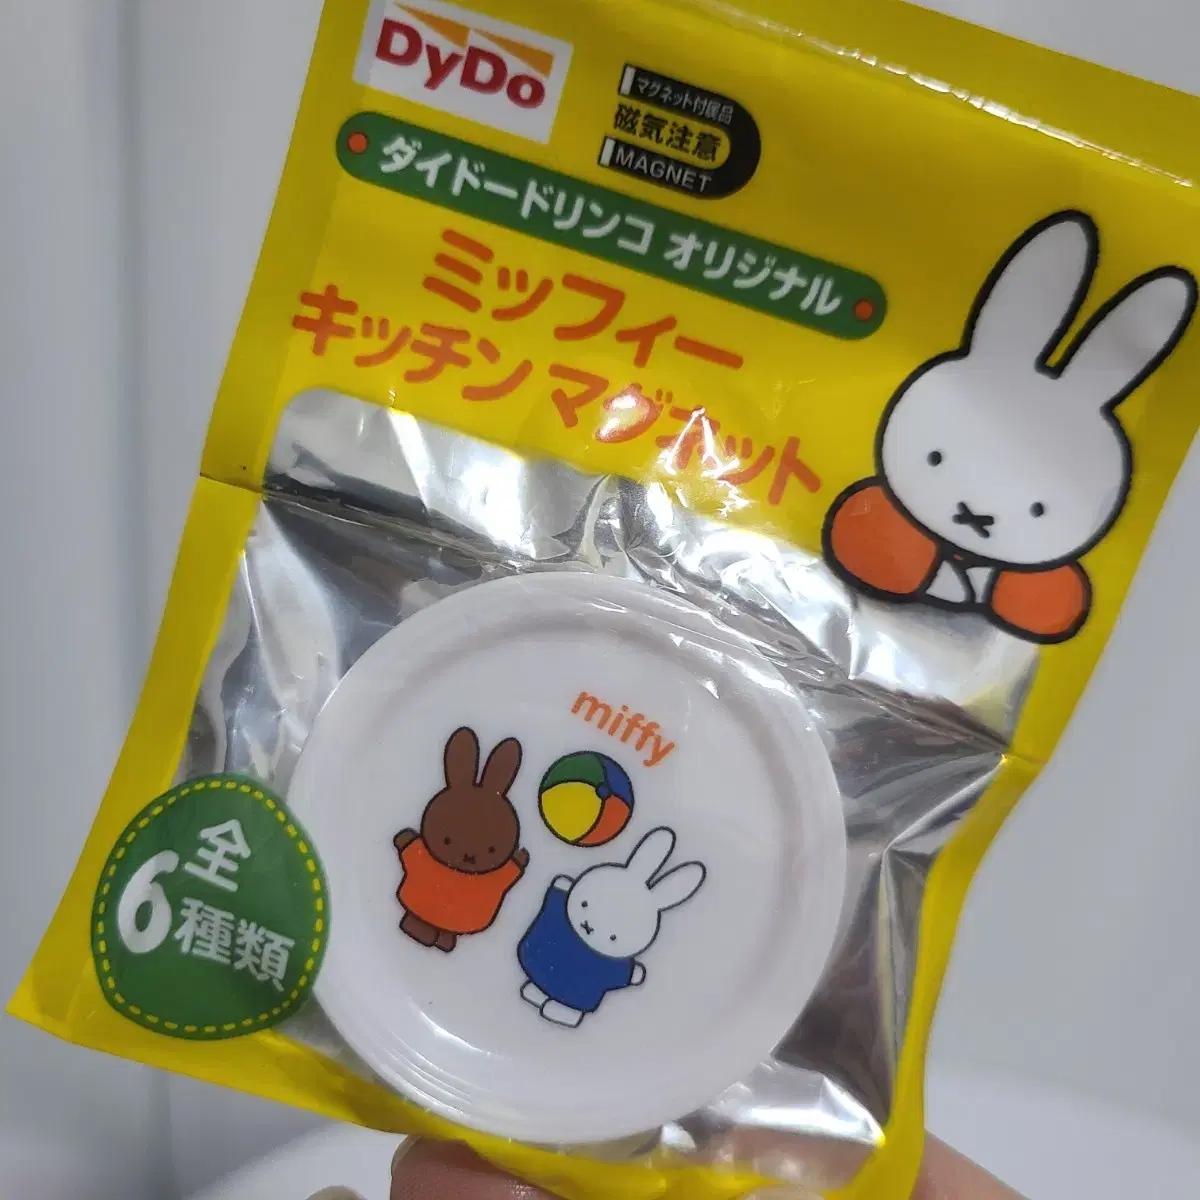 DyDo
マグネット付属品
磁気注意
MAGNET
ダイドードリンコ オリジナル
ミッフィー
キッチンマグネット
miffy
全
6種類